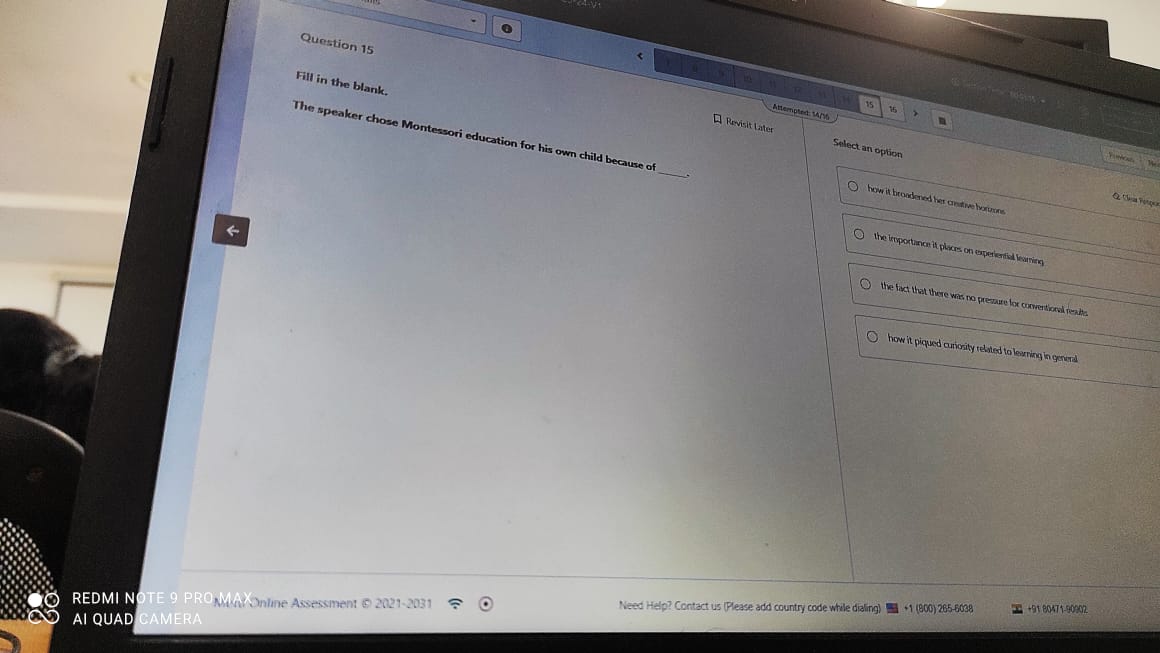 Question 15
Fill in the blank.
The speaker chose Montessori education for his own child because of ______.
Revisit Later
10
15
16
Attempted: 14/16
Select an option
Previous
how it broadened her creative horizons
the importance it places on experiential learning
the fact that there was no pressure for conventional results
how it piqued curiosity related to learning in general
Online Assessment © 2021-2031
Need Help? Contact us (Please add country code while dialing) +1 (800) 265-6038 +91 80471-90902
REDMI NOTE 9 PRO MAX
AI QUAD CAMERA